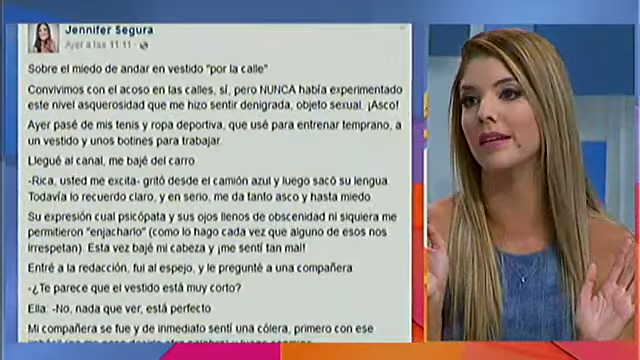 Jennifer Segura
Ayer a las 11:11
Sobre el miedo de andar en vestido "por la calle"
Convivimos con el acoso en las calles, sí, pero NUNCA había experimentado
este nivel asquerosidad que me hizo sentir denigrada, objeto sexual. ¡Asco!
Ayer pasé de mis tenis y ropa deportiva, que usé para entrenar temprano, a
un vestido y unos botines para trabajar.
Llegué al canal, me bajé del carro.
-Rica, usted me excita- gritó desde el camión azul y luego sacó su lengua.
Todavía lo recuerdo claro, y en serio, me da tanto asco y hasta miedo
Su expresión cual psicópata y sus ojos llenos de obscenidad ni siquiera me
permitieron "enjacharlo" (como lo hago cada vez que alguno de esos nos
irrespetan). Esta vez bajé mi cabeza y ¡me sentí tan mal!
Entré a la redacción, fui al espejo, y le pregunté a una compañera
-¿Te parece que el vestido está muy corto?
Ella: -No, nada que ver, está perfecto
Mi compañera se fue y de inmediato sentí una cólera, primero con ese